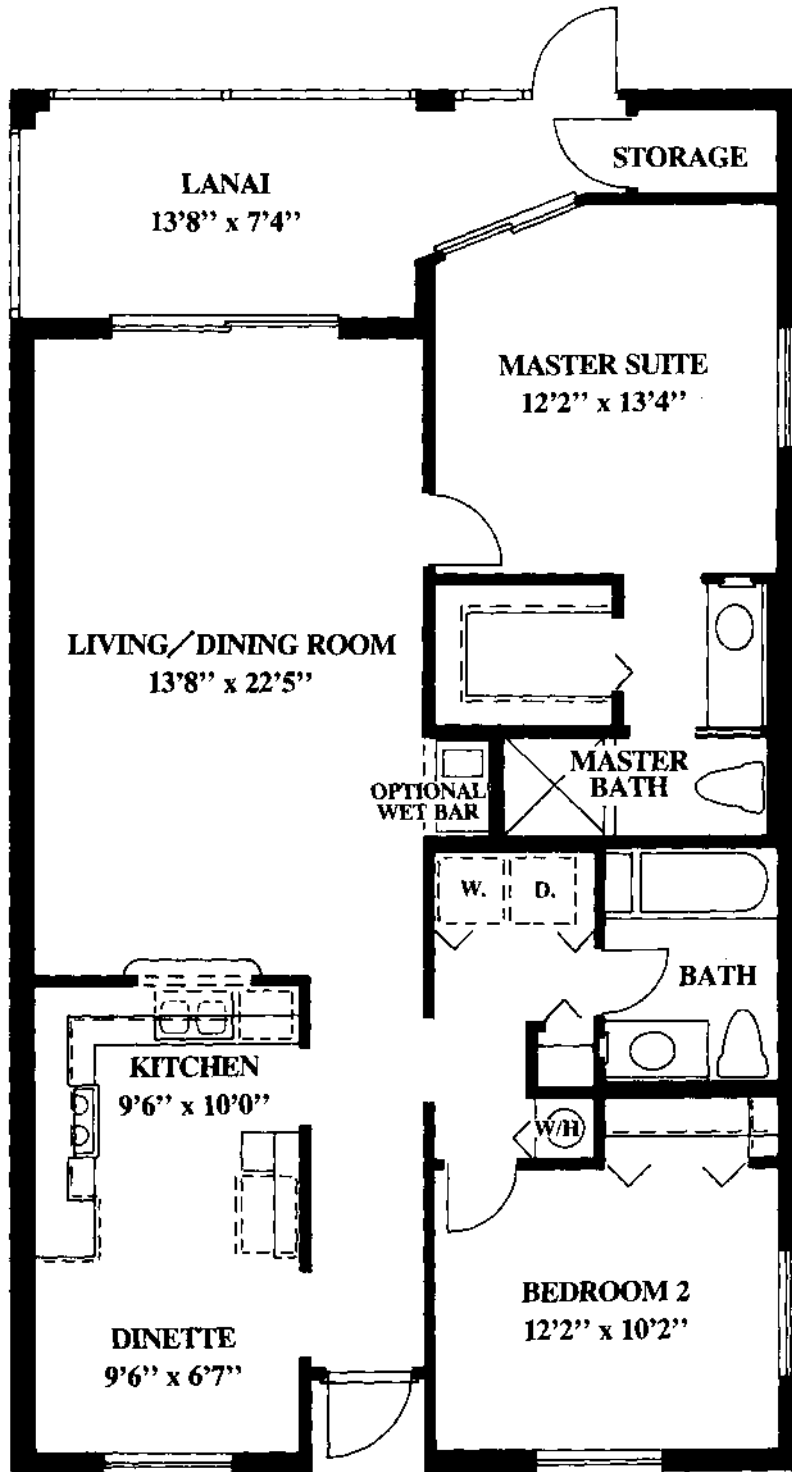 STORAGE
LANAI
13'8'' x 7'4''
MASTER SUITE
12'2'' x 13'4''
LIVING/DINING ROOM
13'8'' x 22'5''
MASTER
BATH
OPTIONAL
WET BAR
W.
D.
BATH
KITCHEN
9'6'' x 10'0''
W/H
BEDROOM 2
12'2'' x 10'2''
DINETTE
9'6'' x 6'7''